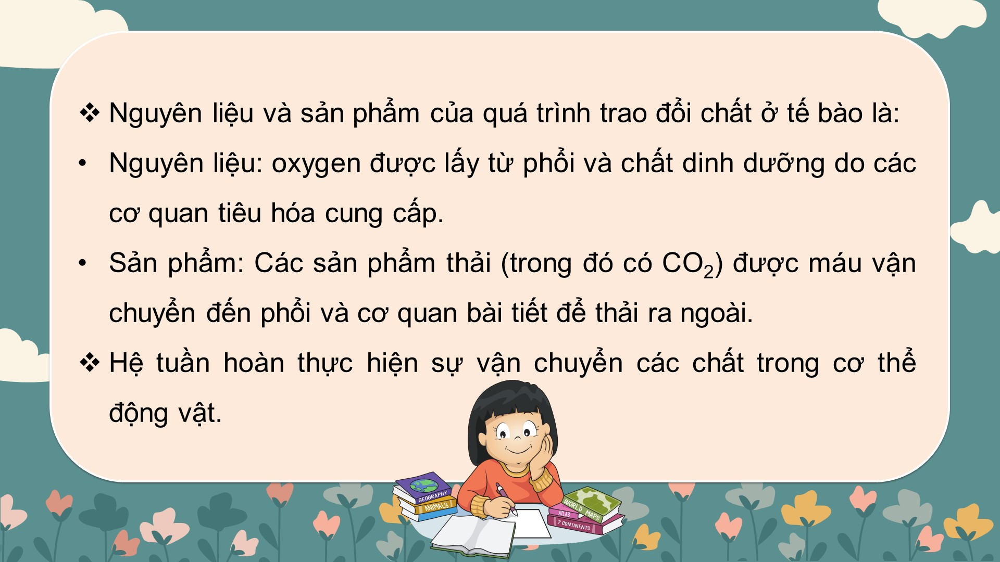 ❖ Nguyên liệu và sản phẩm của quá trình trao đổi chất ở tế bào là:
• Nguyên liệu: oxygen được lấy từ phổi và chất dinh dưỡng do các
cơ quan tiêu hóa cung cấp.
• Sản phẩm: Các sản phẩm thải (trong đó có CO₂) được máu vận
chuyển đến phổi và cơ quan bài tiết để thải ra ngoài.
❖ Hệ tuần hoàn thực hiện sự vận chuyển các chất trong cơ thể
động vật.
GEOGRAPHY
ANIMALS
WORLD MAPS
ATLAS
7 CONTINENTS